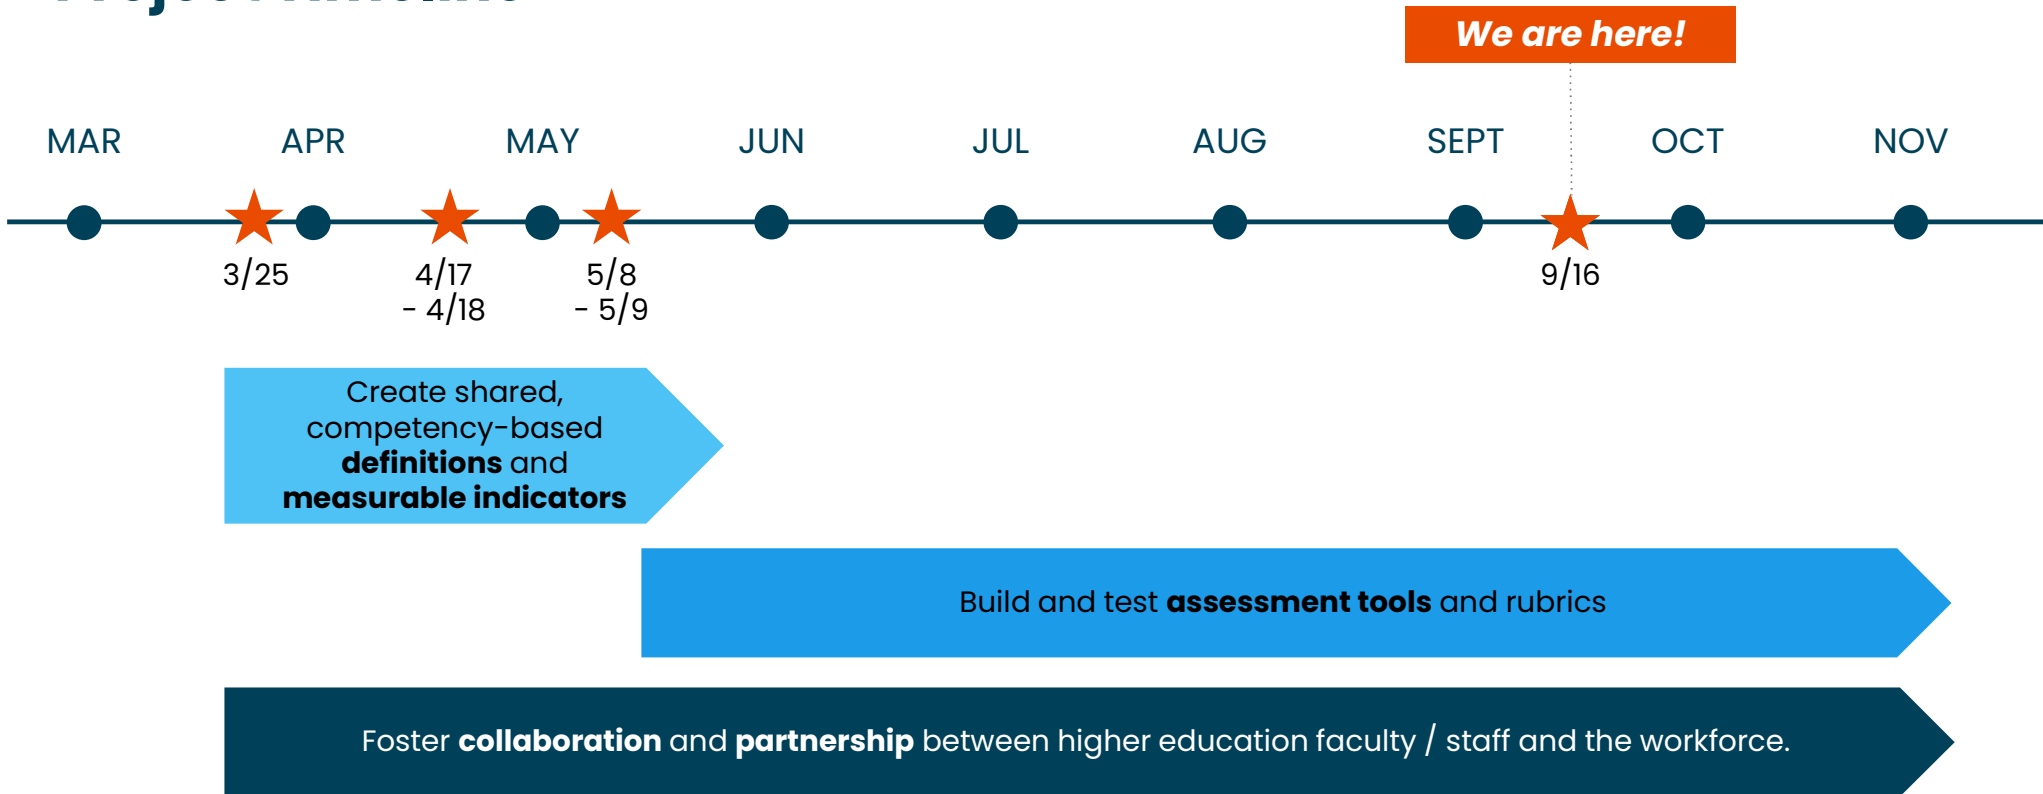 We are here!
MAR APR MAY JUN JUL AUG SEPT OCT NOV
3/25
4/17
- 4/18
5/8
- 5/9
9/16
Create shared,
competency-based
definitions and
measurable indicators
Build and test assessment tools and rubrics
Foster collaboration and partnership between higher education faculty / staff and the workforce.